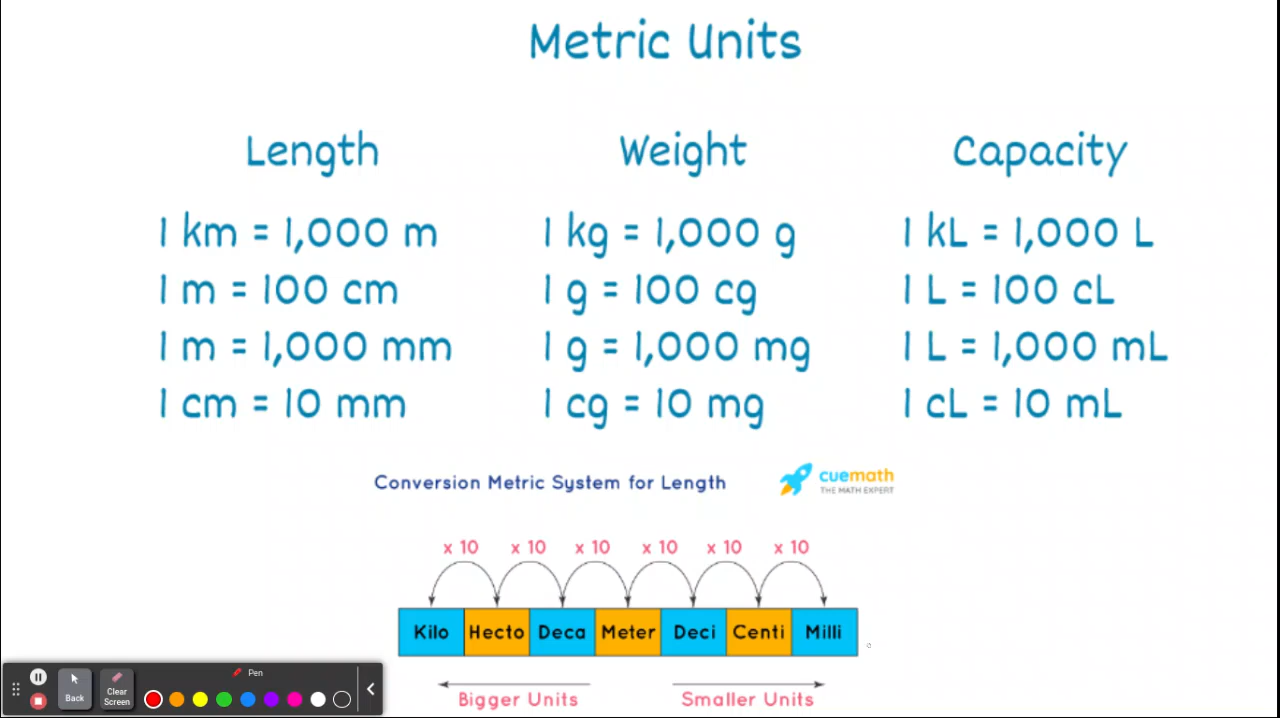 Metric Units
Length
Weight
Capacity
1 km = 1,000 m
1 kg = 1,000 g
1 kL = 1,000 L
1 m = 100 cm
1 g = 100 cg
1 L = 100 cL
1 m = 1,000 mm
1 g = 1,000 mg
1 L = 1,000 mL
1 cm = 10 mm
1 cg = 10 mg
1 cL = 10 mL
Conversion Metric System for Length
cuemath
THE MATH EXPERT
x 10 x 10 x 10 x 10 x 10 x 10
Kilo Hecto Deca Meter Deci Centi Milli
Bigger Units
Smaller Units
Pen
Back
Clear
Screen